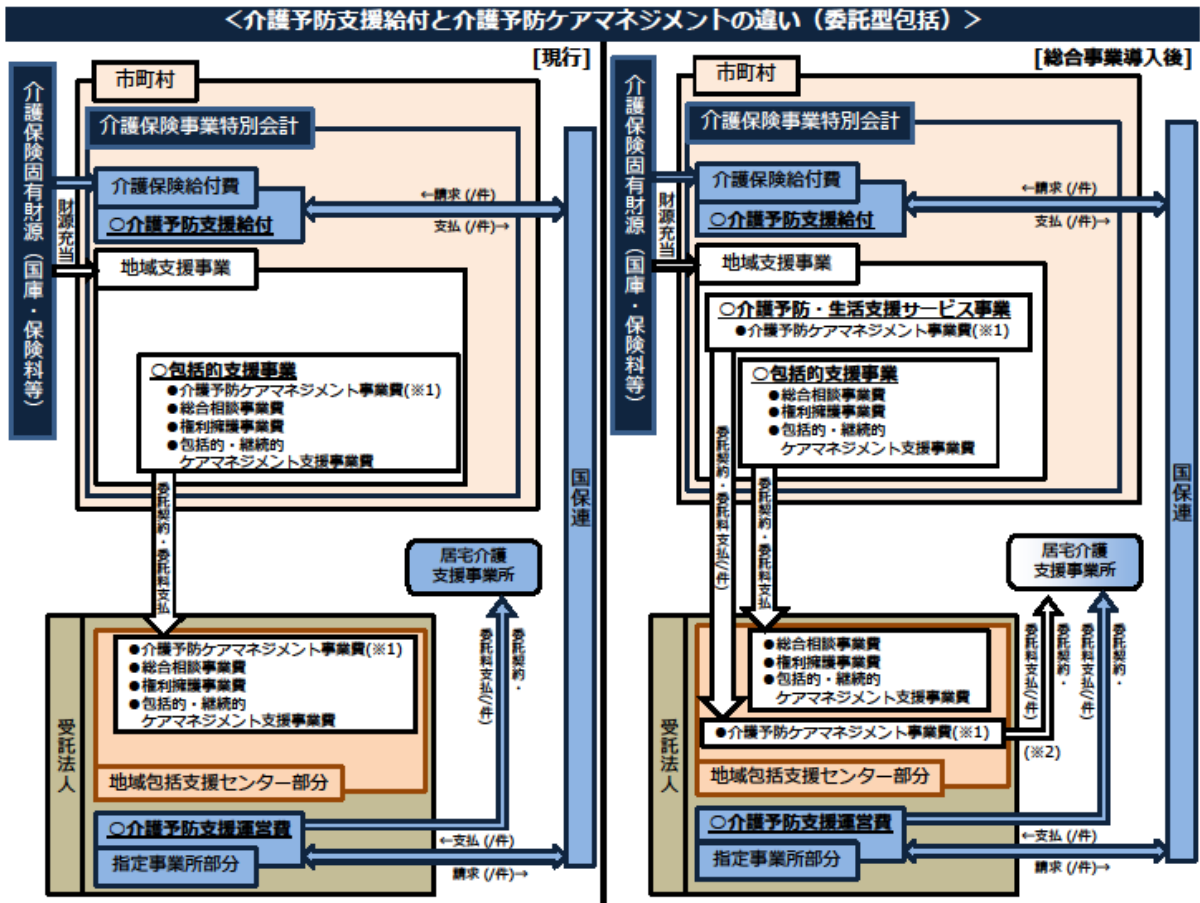 ＜介護予防支援給付と介護予防ケアマネジメントの違い（委託型包括）＞
[現行]
介護保険固有財源（国庫・保険料等）
財源充当
市町村
介護保険事業特別会計
介護保険給付費
○介護予防支援給付
←請求 (/件)
支払 (/件)→
地域支援事業
○包括的支援事業
●介護予防ケアマネジメント事業費(※1)
●総合相談事業費
●権利擁護事業費
●包括的・継続的
ケアマネジメント支援事業費
国保連
委託契約・委託料支払
居宅介護
支援事業所
委託契約・
委託料支払(/件)
受託法人
●介護予防ケアマネジメント事業費(※1)
●総合相談事業費
●権利擁護事業費
●包括的・継続的
ケアマネジメント支援事業費
地域包括支援センター部分
○介護予防支援運営費
指定事業所部分
←支払 (/件)
請求 (/件)→
[総合事業導入後]
介護保険固有財源（国庫・保険料等）
財源充当
市町村
介護保険事業特別会計
介護保険給付費
○介護予防支援給付
←請求 (/件)
支払 (/件)→
地域支援事業
○介護予防・生活支援サービス事業
●介護予防ケアマネジメント事業費(※1)
○包括的支援事業
●総合相談事業費
●権利擁護事業費
●包括的・継続的
ケアマネジメント支援事業費
国保連
委託契約・委託料支払(/件)
委託契約・委託料支払
居宅介護
支援事業所
委託契約・
委託料支払(/件)
委託契約・
委託料支払(/件)
受託法人
●総合相談事業費
●権利擁護事業費
●包括的・継続的
ケアマネジメント支援事業費
●介護予防ケアマネジメント事業費(※1)
(※2)
地域包括支援センター部分
○介護予防支援運営費
指定事業所部分
←支払 (/件)
請求 (/件)→